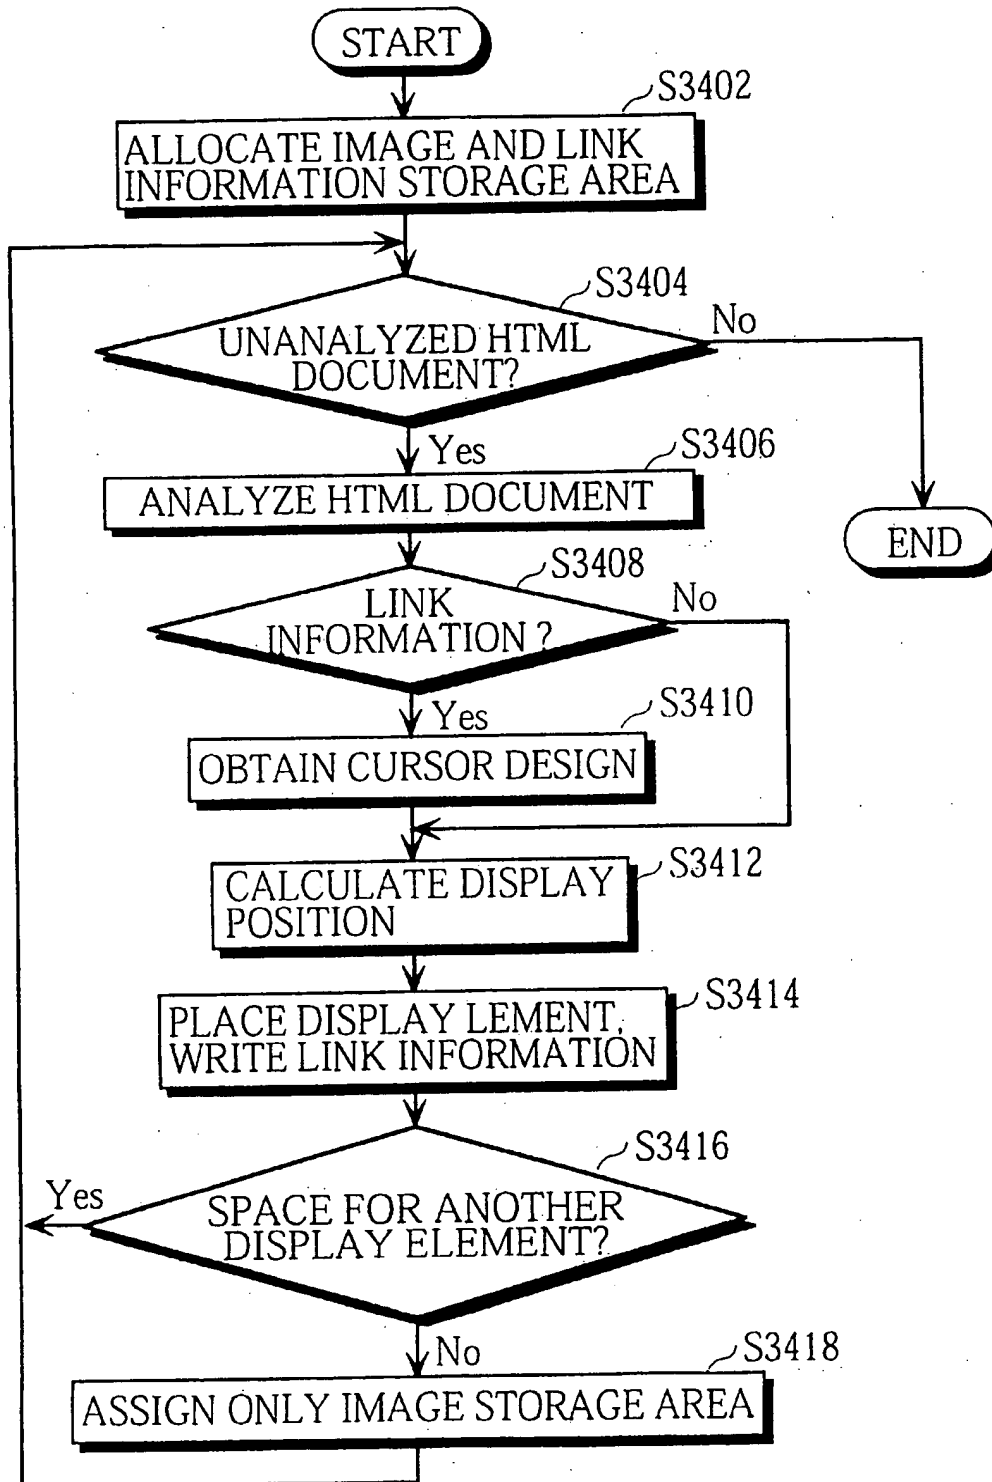 START
S3402
ALLOCATE IMAGE AND LINK
INFORMATION STORAGE AREA
S3404
No
UNANALYZED HTML
DOCUMENT?
Yes
S3406
ANALYZE HTML DOCUMENT
END
S3408
No
LINK
INFORMATION ?
Yes
S3410
OBTAIN CURSOR DESIGN
S3412
CALCULATE DISPLAY
POSITION
S3414
PLACE DISPLAY LEMENT,
WRITE LINK INFORMATION
S3416
Yes
SPACE FOR ANOTHER
DISPLAY ELEMENT?
No
S3418
ASSIGN ONLY IMAGE STORAGE AREA